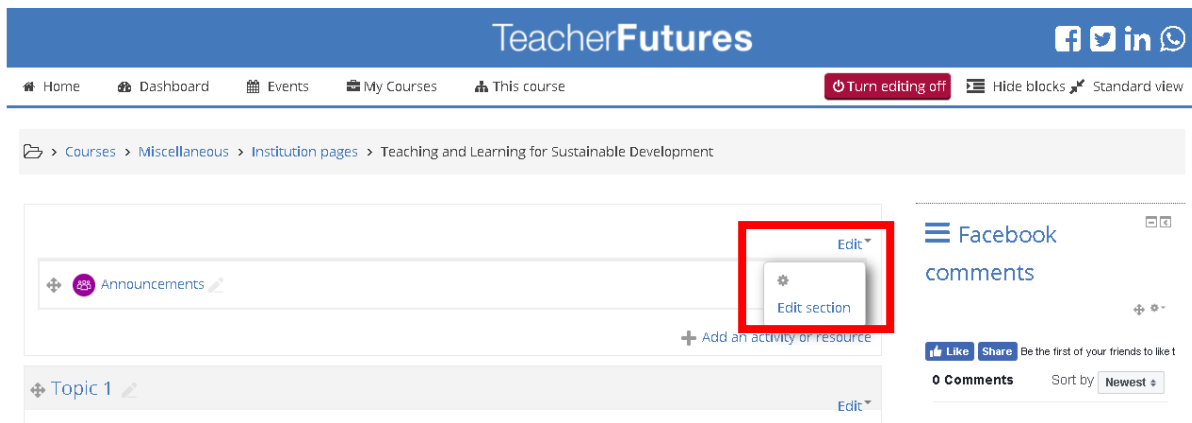 TeacherFutures
Home Dashboard Events My Courses This course Turn editing off Hide blocks Standard view
> Courses > Miscellaneous > Institution pages > Teaching and Learning for Sustainable Development
Edit
Announcements
Edit section
Add an activity or resource
Topic 1
Edit
Facebook
comments
Like Share Be the first of your friends to like t
0 Comments Sort by Newest